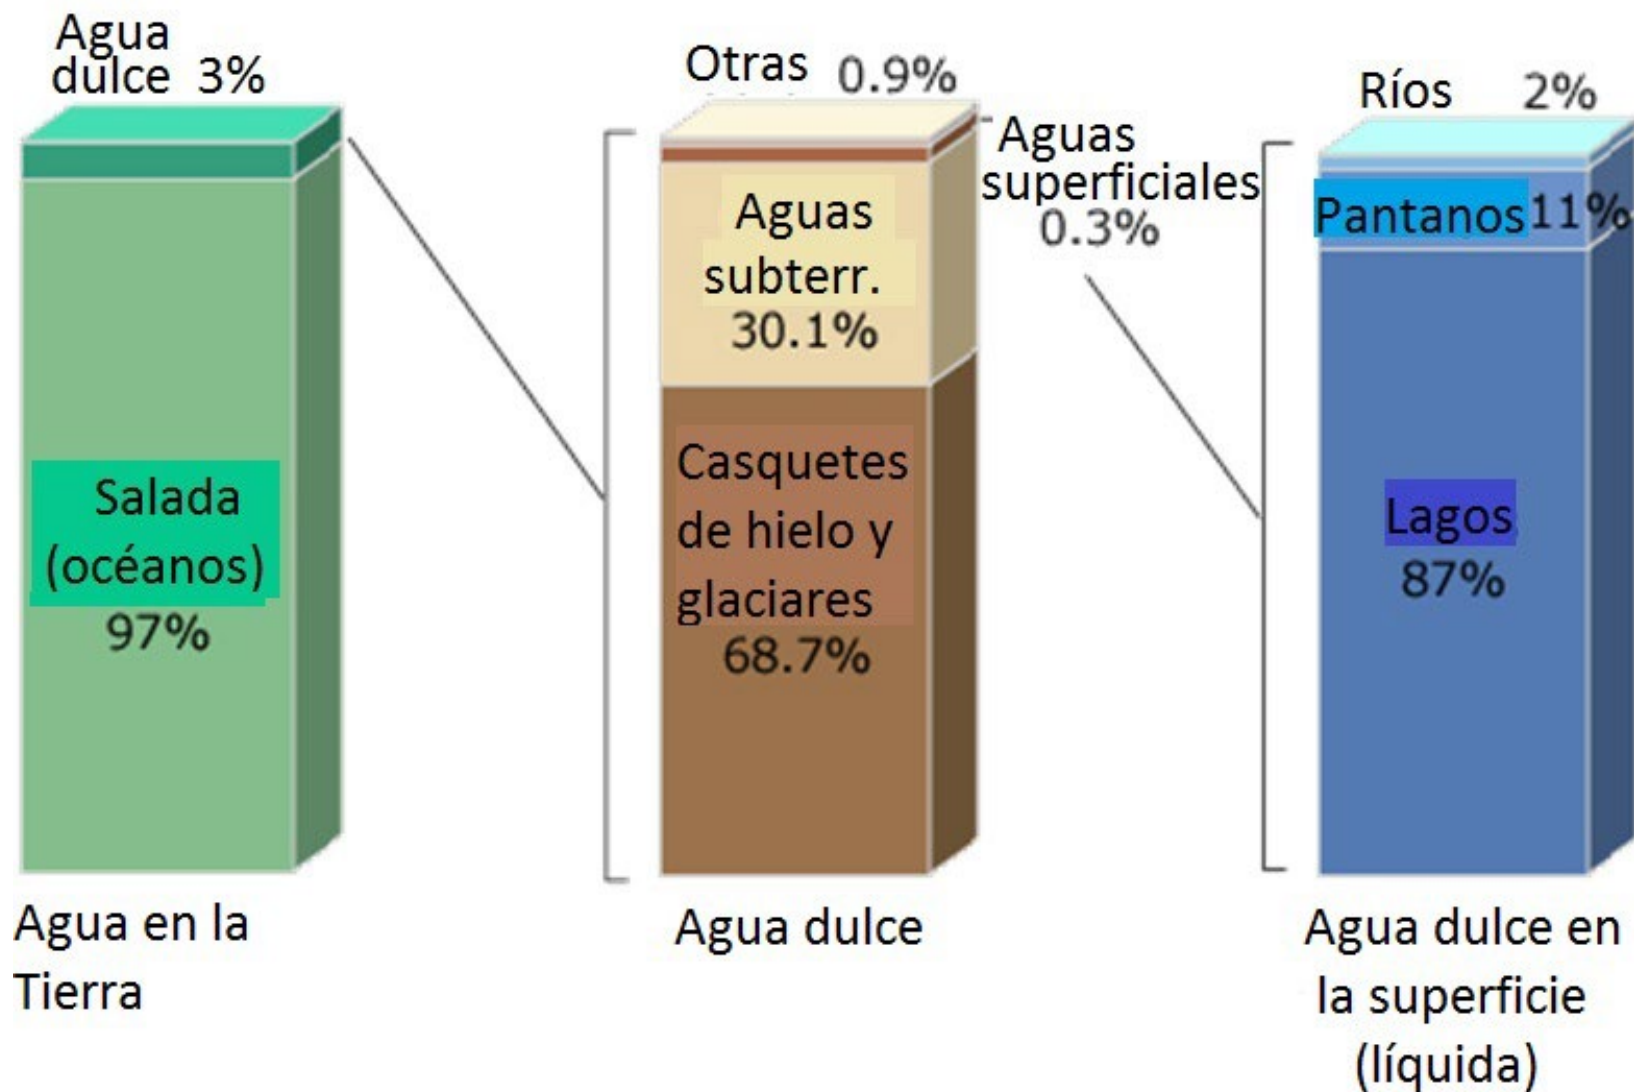 Agua
dulce 3%
Salada
(océanos)
97%
Agua en la
Tierra
Otras 0.9%
Aguas
superficiales
0.3%
Aguas
subterr.
30.1%
Casquetes
de hielo y
glaciares
68.7%
Agua dulce
Ríos 2%
Pantanos 11%
Lagos
87%
Agua dulce en
la superficie
(líquida)